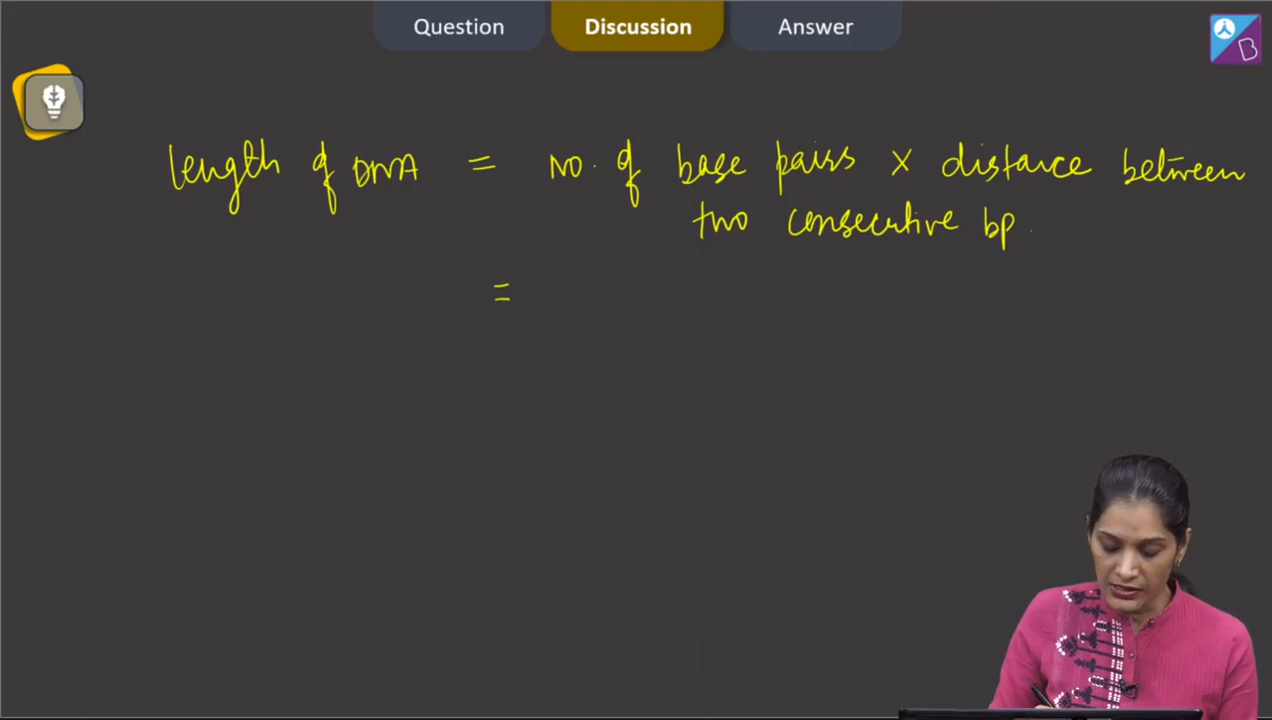 Question Discussion Answer
B
length of DNA = No. of base pairs × distance between
two consecutive bp.
=